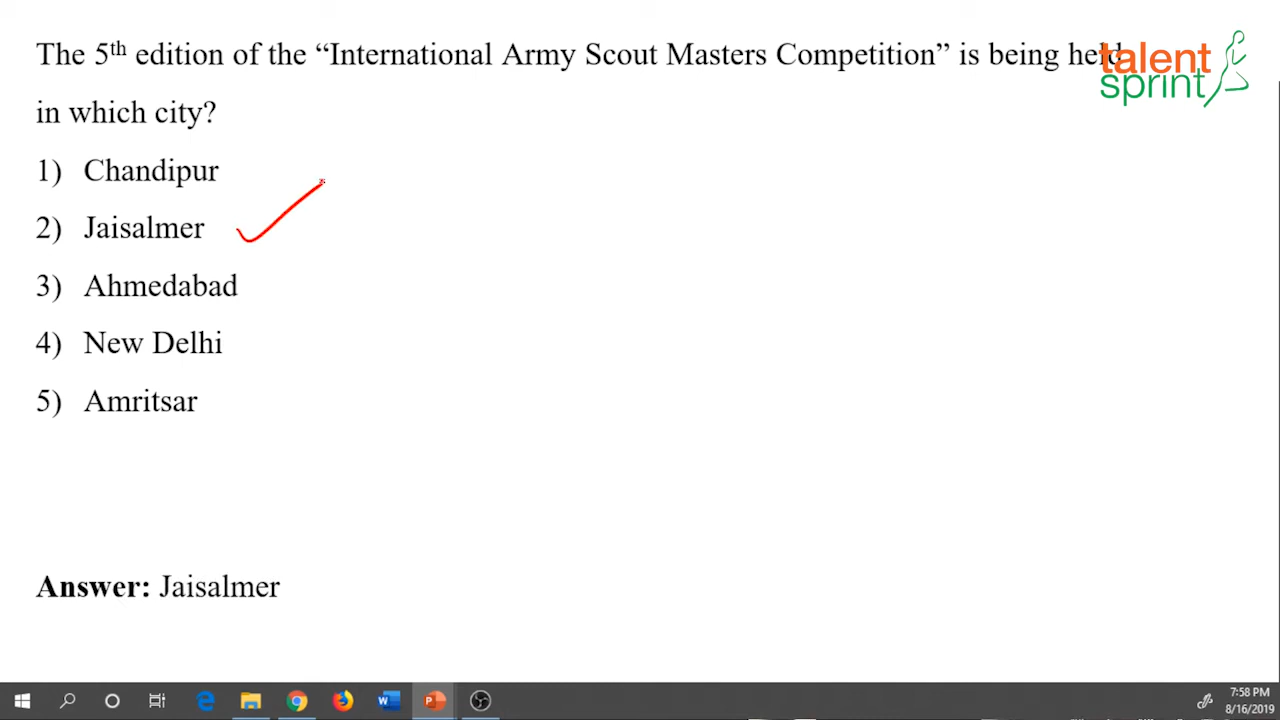 The 5th edition of the “International Army Scout Masters Competition” is being held
in which city?
talent
sprint
1) Chandipur
2) Jaisalmer
3) Ahmedabad
4) New Delhi
5) Amritsar
Answer: Jaisalmer
7:58 PM
8/16/2019